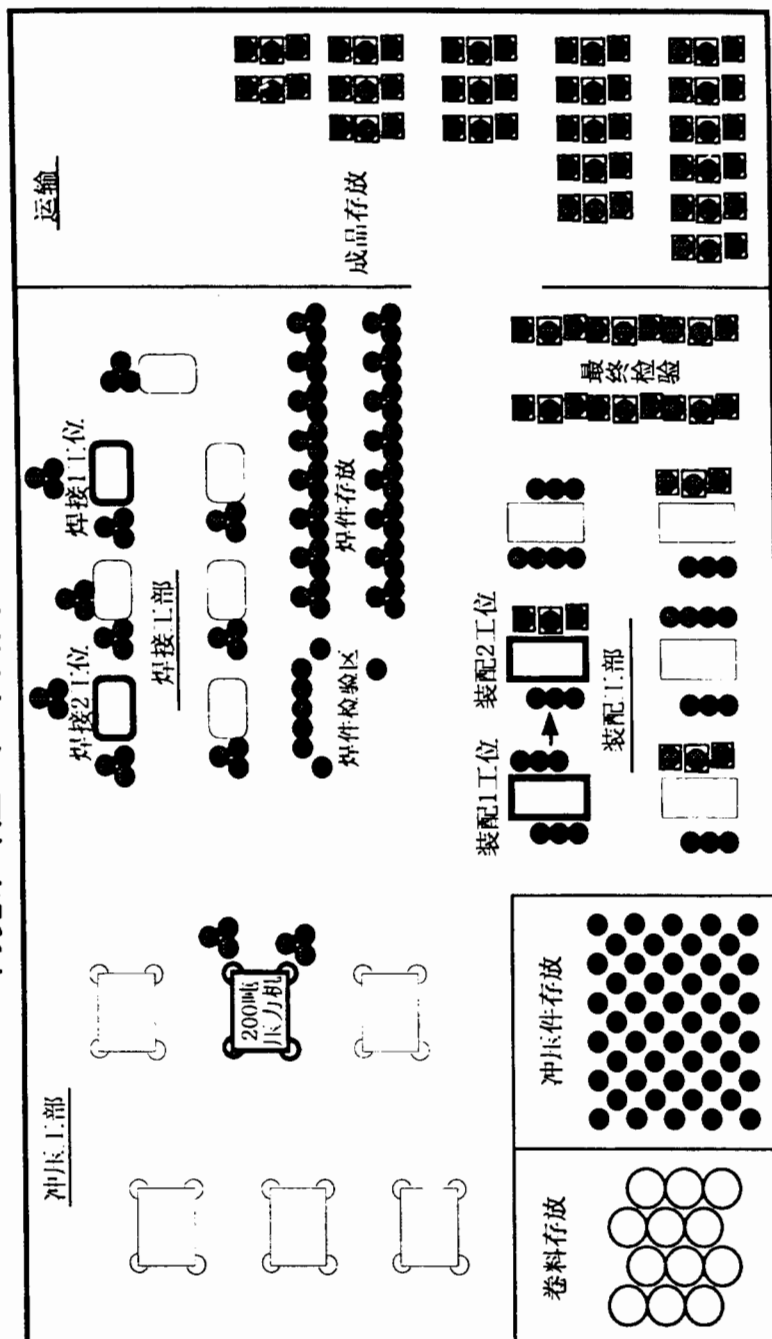 冲压工部
200吨
压力机
卷料存放
冲压件存放
焊接2工位
焊接1工位
焊接工部
焊件检验区
焊件存放
装配1工位
装配2工位
装配工部
最终
检验
运输
成品存放